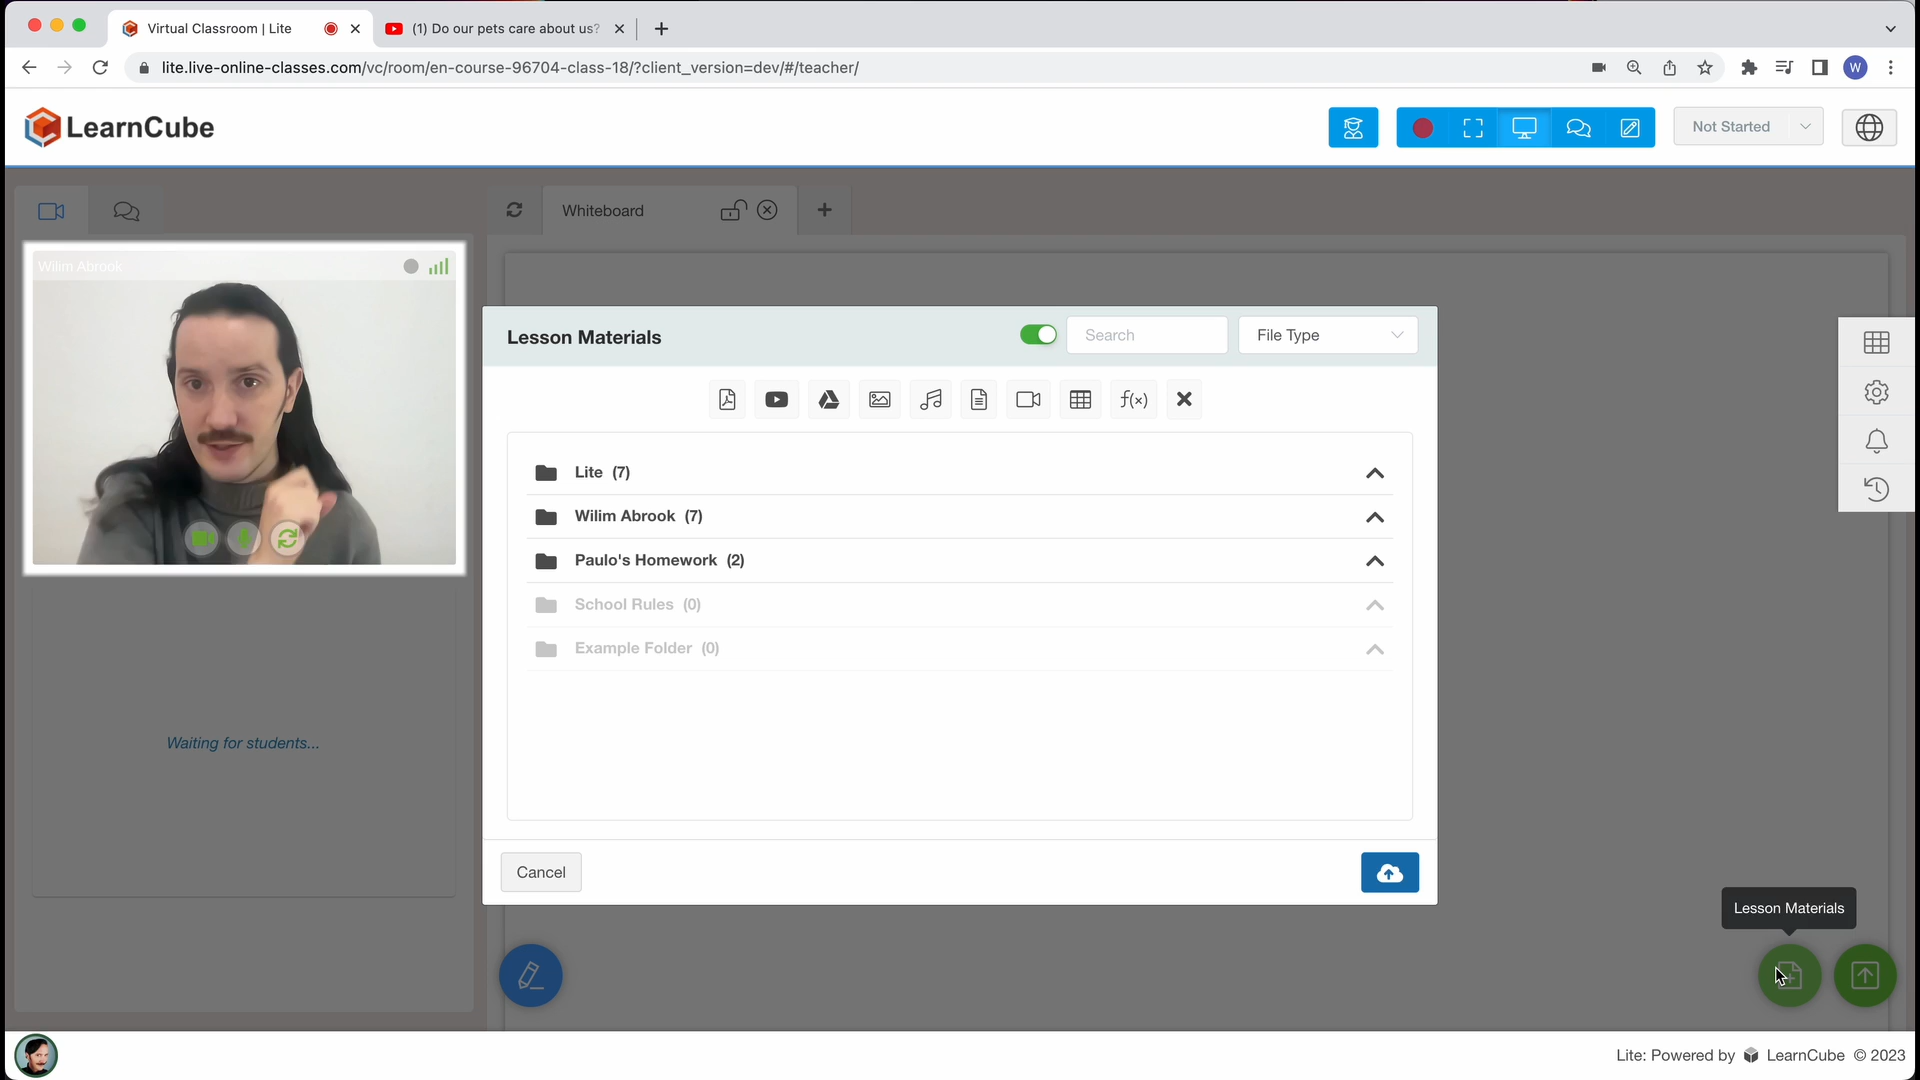 Virtual Classroom | Lite
(1) Do our pets care about us?
lite.live-online-classes.com/vc/room/en-course-96704-class-18/?client_version=dev/#/teacher/
W
LearnCube
Not Started
Whiteboard
Wilim Abrook
Lesson Materials
Search
File Type
f(x)
Lite (7)
Wilim Abrook (7)
Paulo's Homework (2)
School Rules (0)
Example Folder (0)
Waiting for students...
Cancel
Lesson Materials
Lite: Powered by LearnCube © 2023